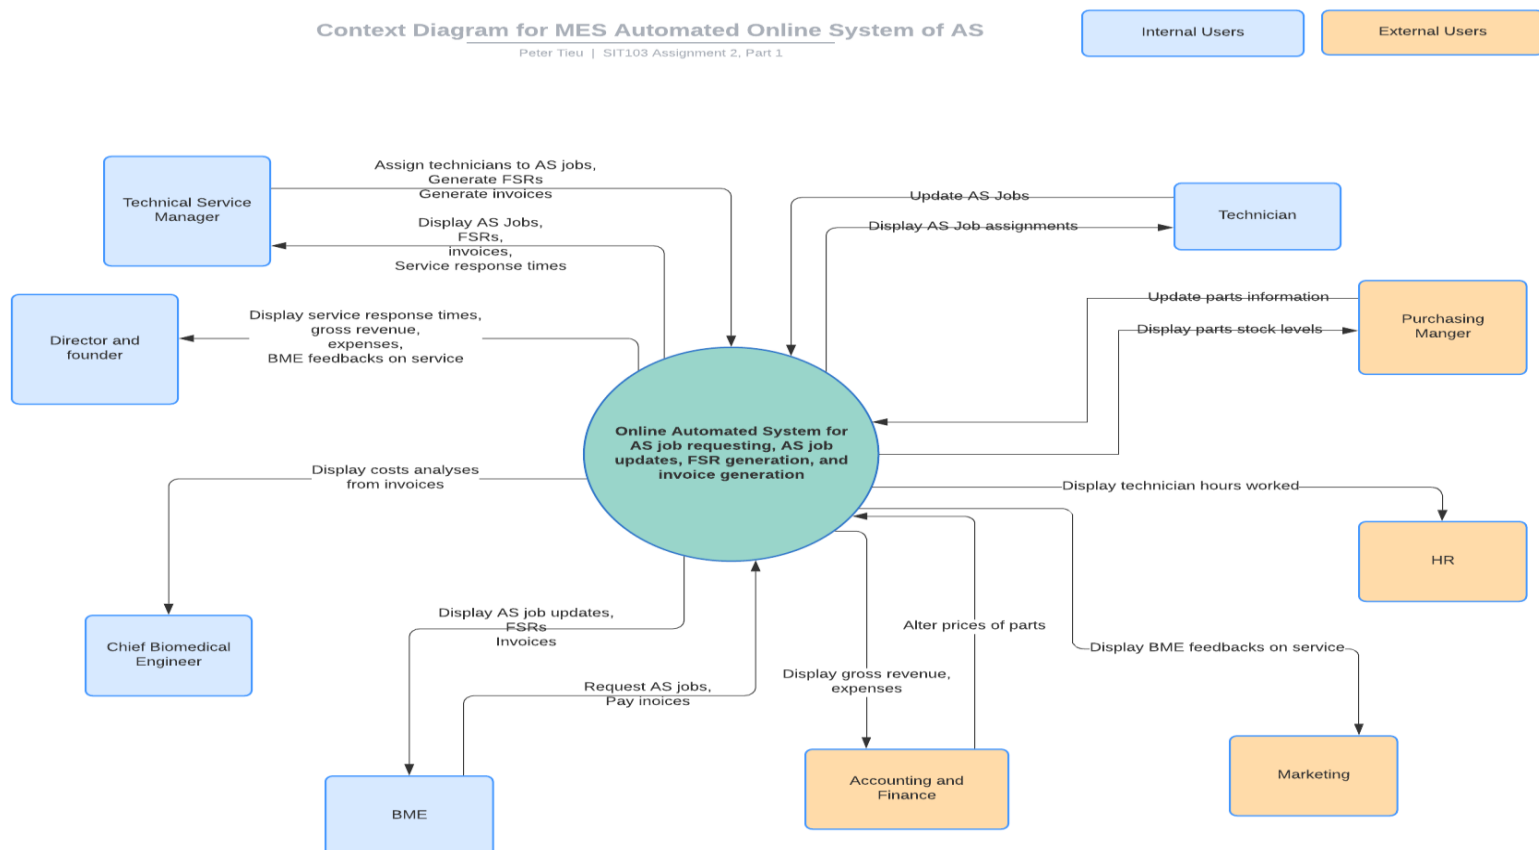 Context Diagram for MES Automated Online System of AS
Peter Tieu | SIT103 Assignment 2, Part 1
Internal Users
External Users
Technical Service
Manager
Assign technicians to AS jobs,
Generate FSRs
Generate invoices
Display AS Jobs,
FSRs,
invoices,
Service response times
Update AS Jobs
Display AS Job assignments
Technician
Director and
founder
Display service response times,
gross revenue,
expenses,
BME feedbacks on service
Update parts information
Display parts stock levels
Purchasing
Manger
Online Automated System for
AS job requesting, AS job
updates, FSR generation, and
invoice generation
Display costs analyses
from invoices
Display technician hours worked
HR
Chief Biomedical
Engineer
Display AS job updates,
FSRs
Invoices
Request AS jobs,
Pay inoices
Alter prices of parts
Display gross revenue,
expenses
Display BME feedbacks on service
BME
Accounting and
Finance
Marketing